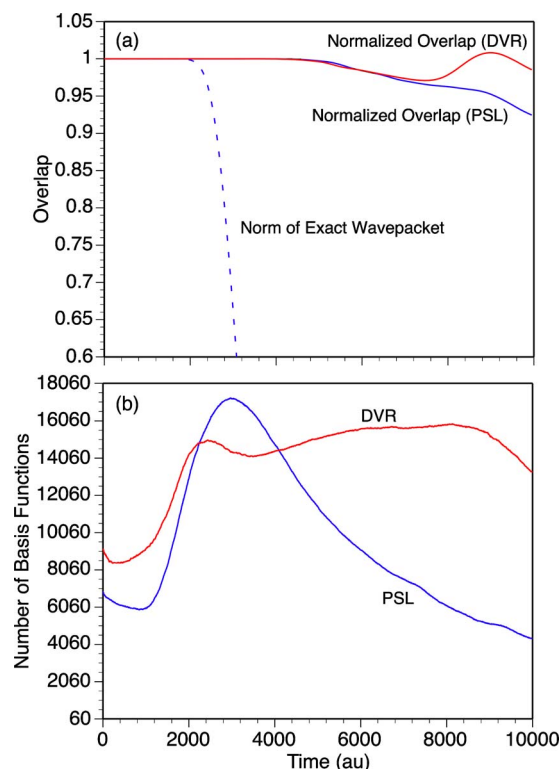 1.05
(a)
Normalized Overlap (DVR)
1
0.95
Normalized Overlap (PSL)
0.9
0.85
Overlap
0.8
Norm of Exact Wavepacket
0.75
0.7
0.65
0.6
18060
(b)
16060
DVR
14060
12060
10060
Number of Basis Functions
8060
PSL
6060
4060
2060
60
0 2000 4000 6000 8000 10000
Time (au)